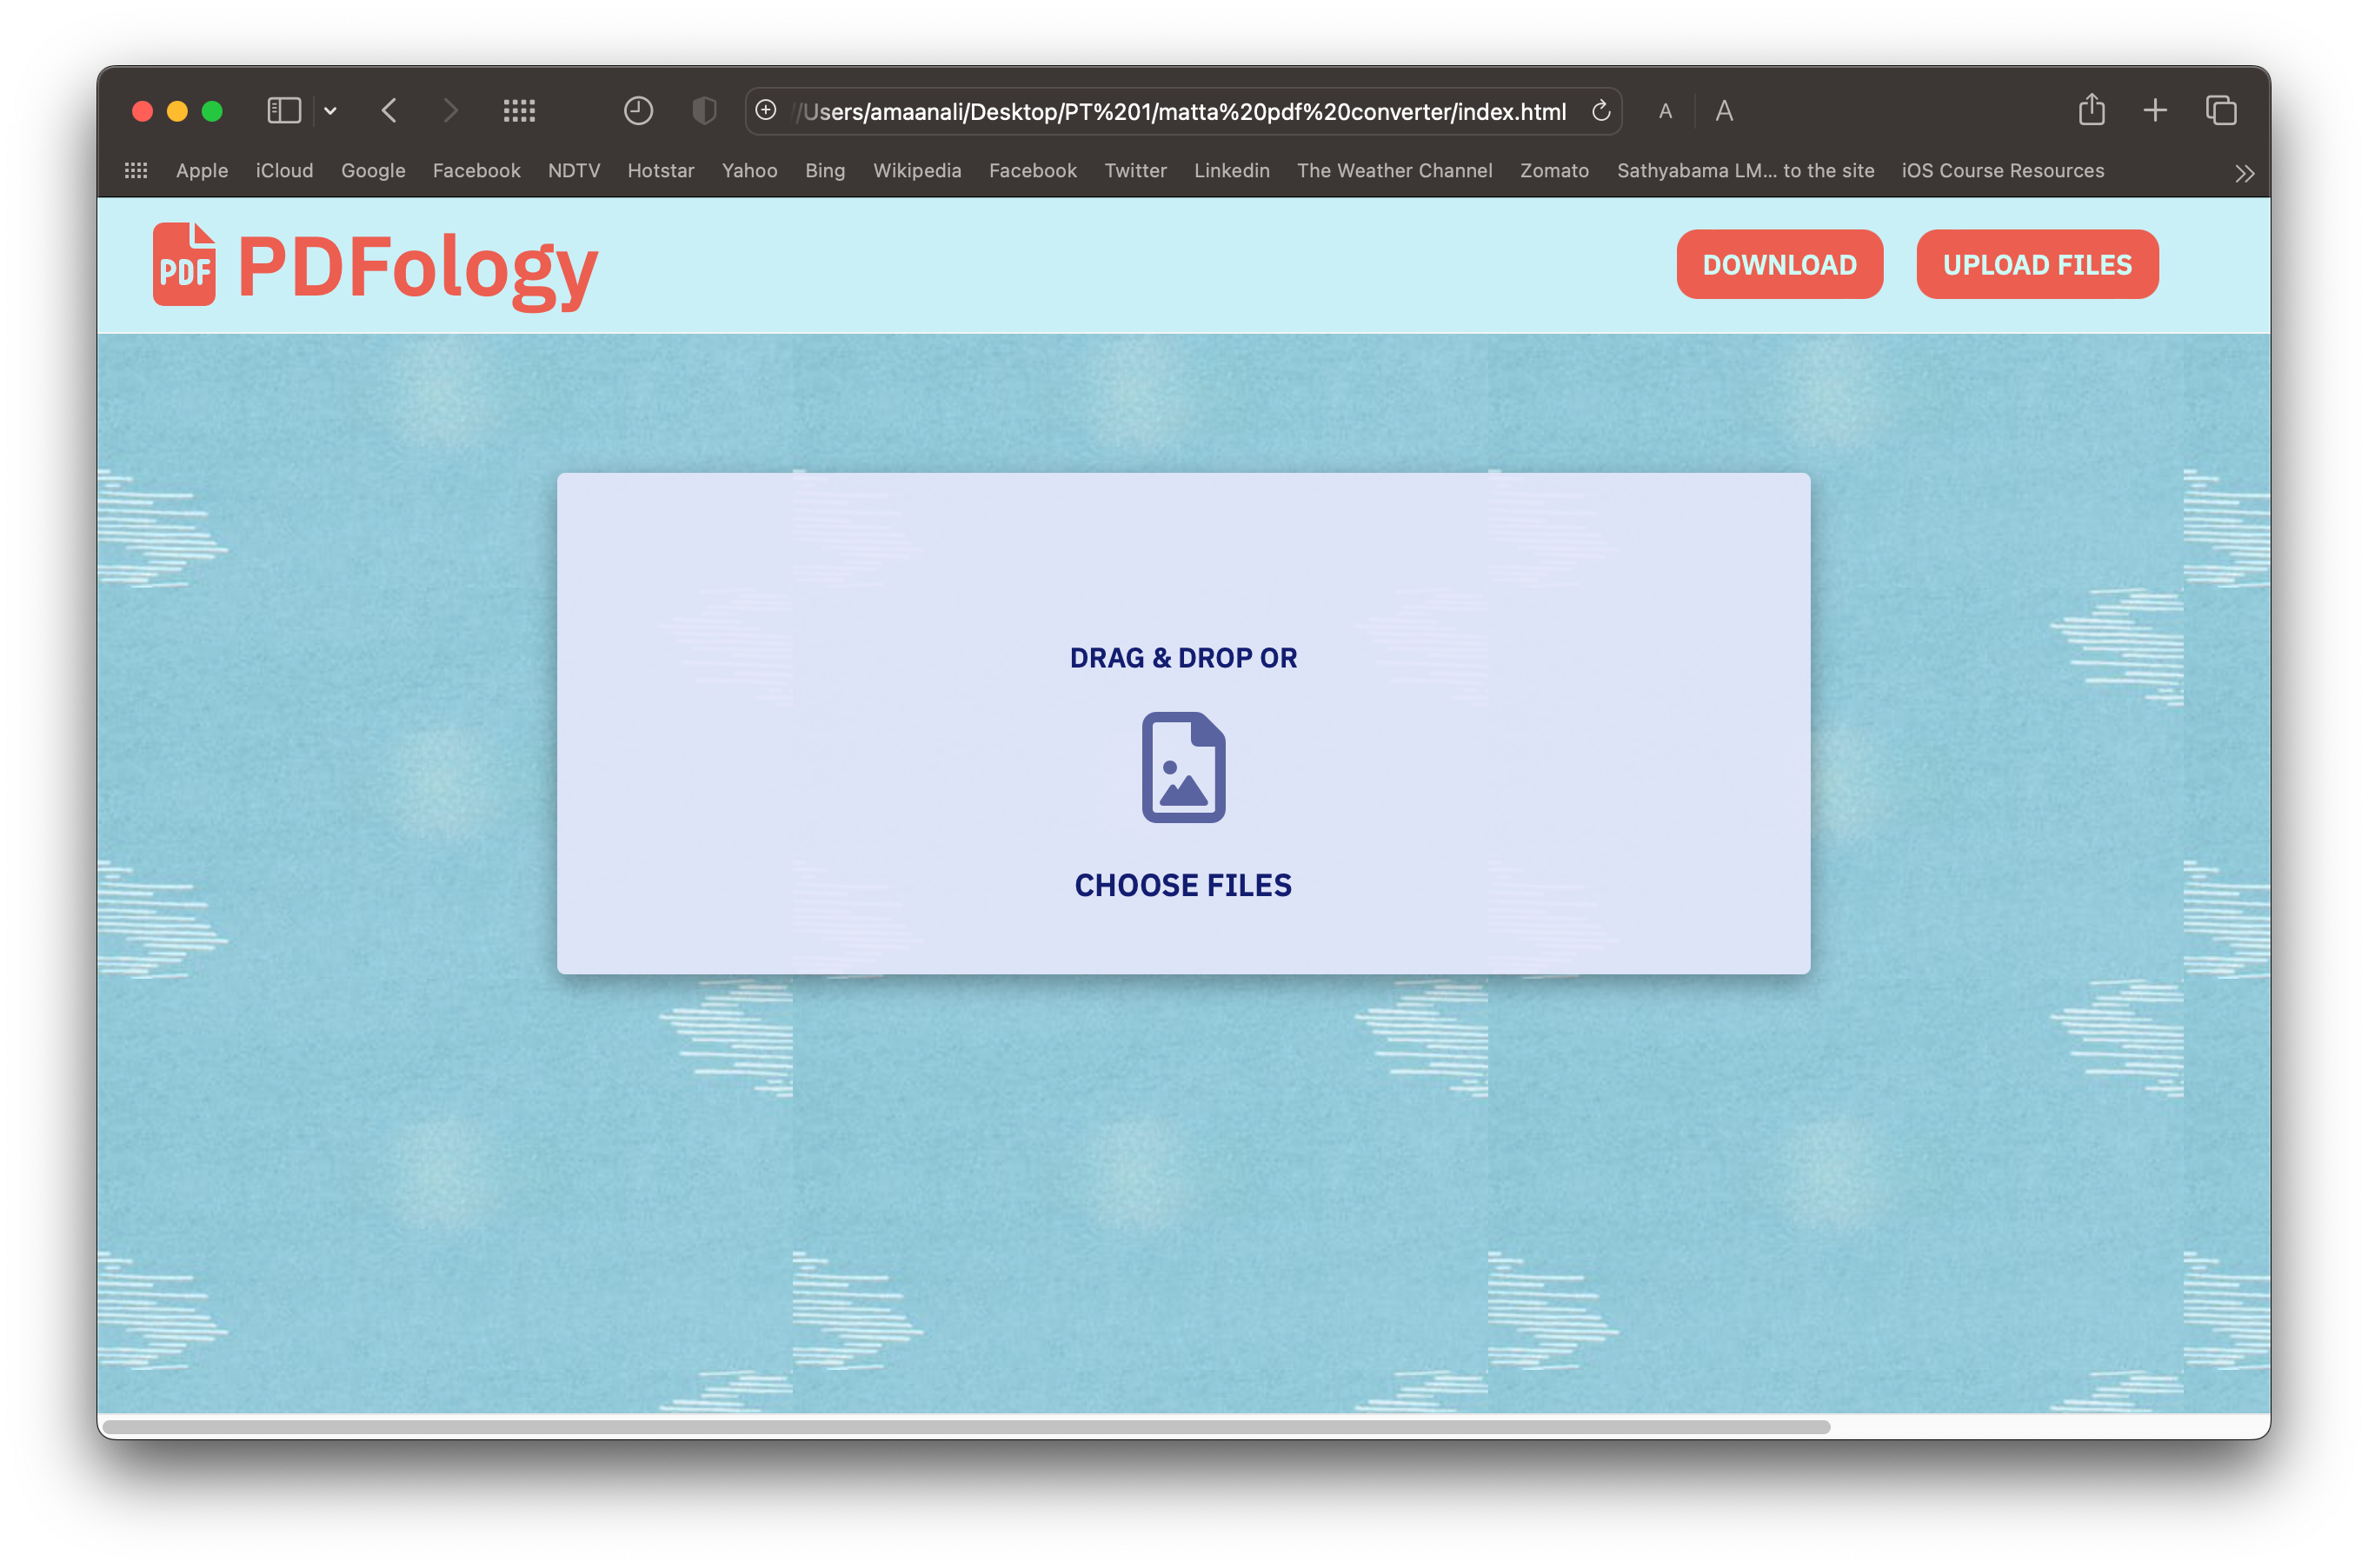 //Users/amaanali/Desktop/PT%201/matta%20pdf%20converter/index.html
A A
Apple iCloud Google Facebook NDTV Hotstar Yahoo Bing Wikipedia Facebook Twitter Linkedin The Weather Channel Zomato Sathyabama LM... to the site iOS Course Resources
PDF PDFology DOWNLOAD UPLOAD FILES
DRAG & DROP OR
CHOOSE FILES